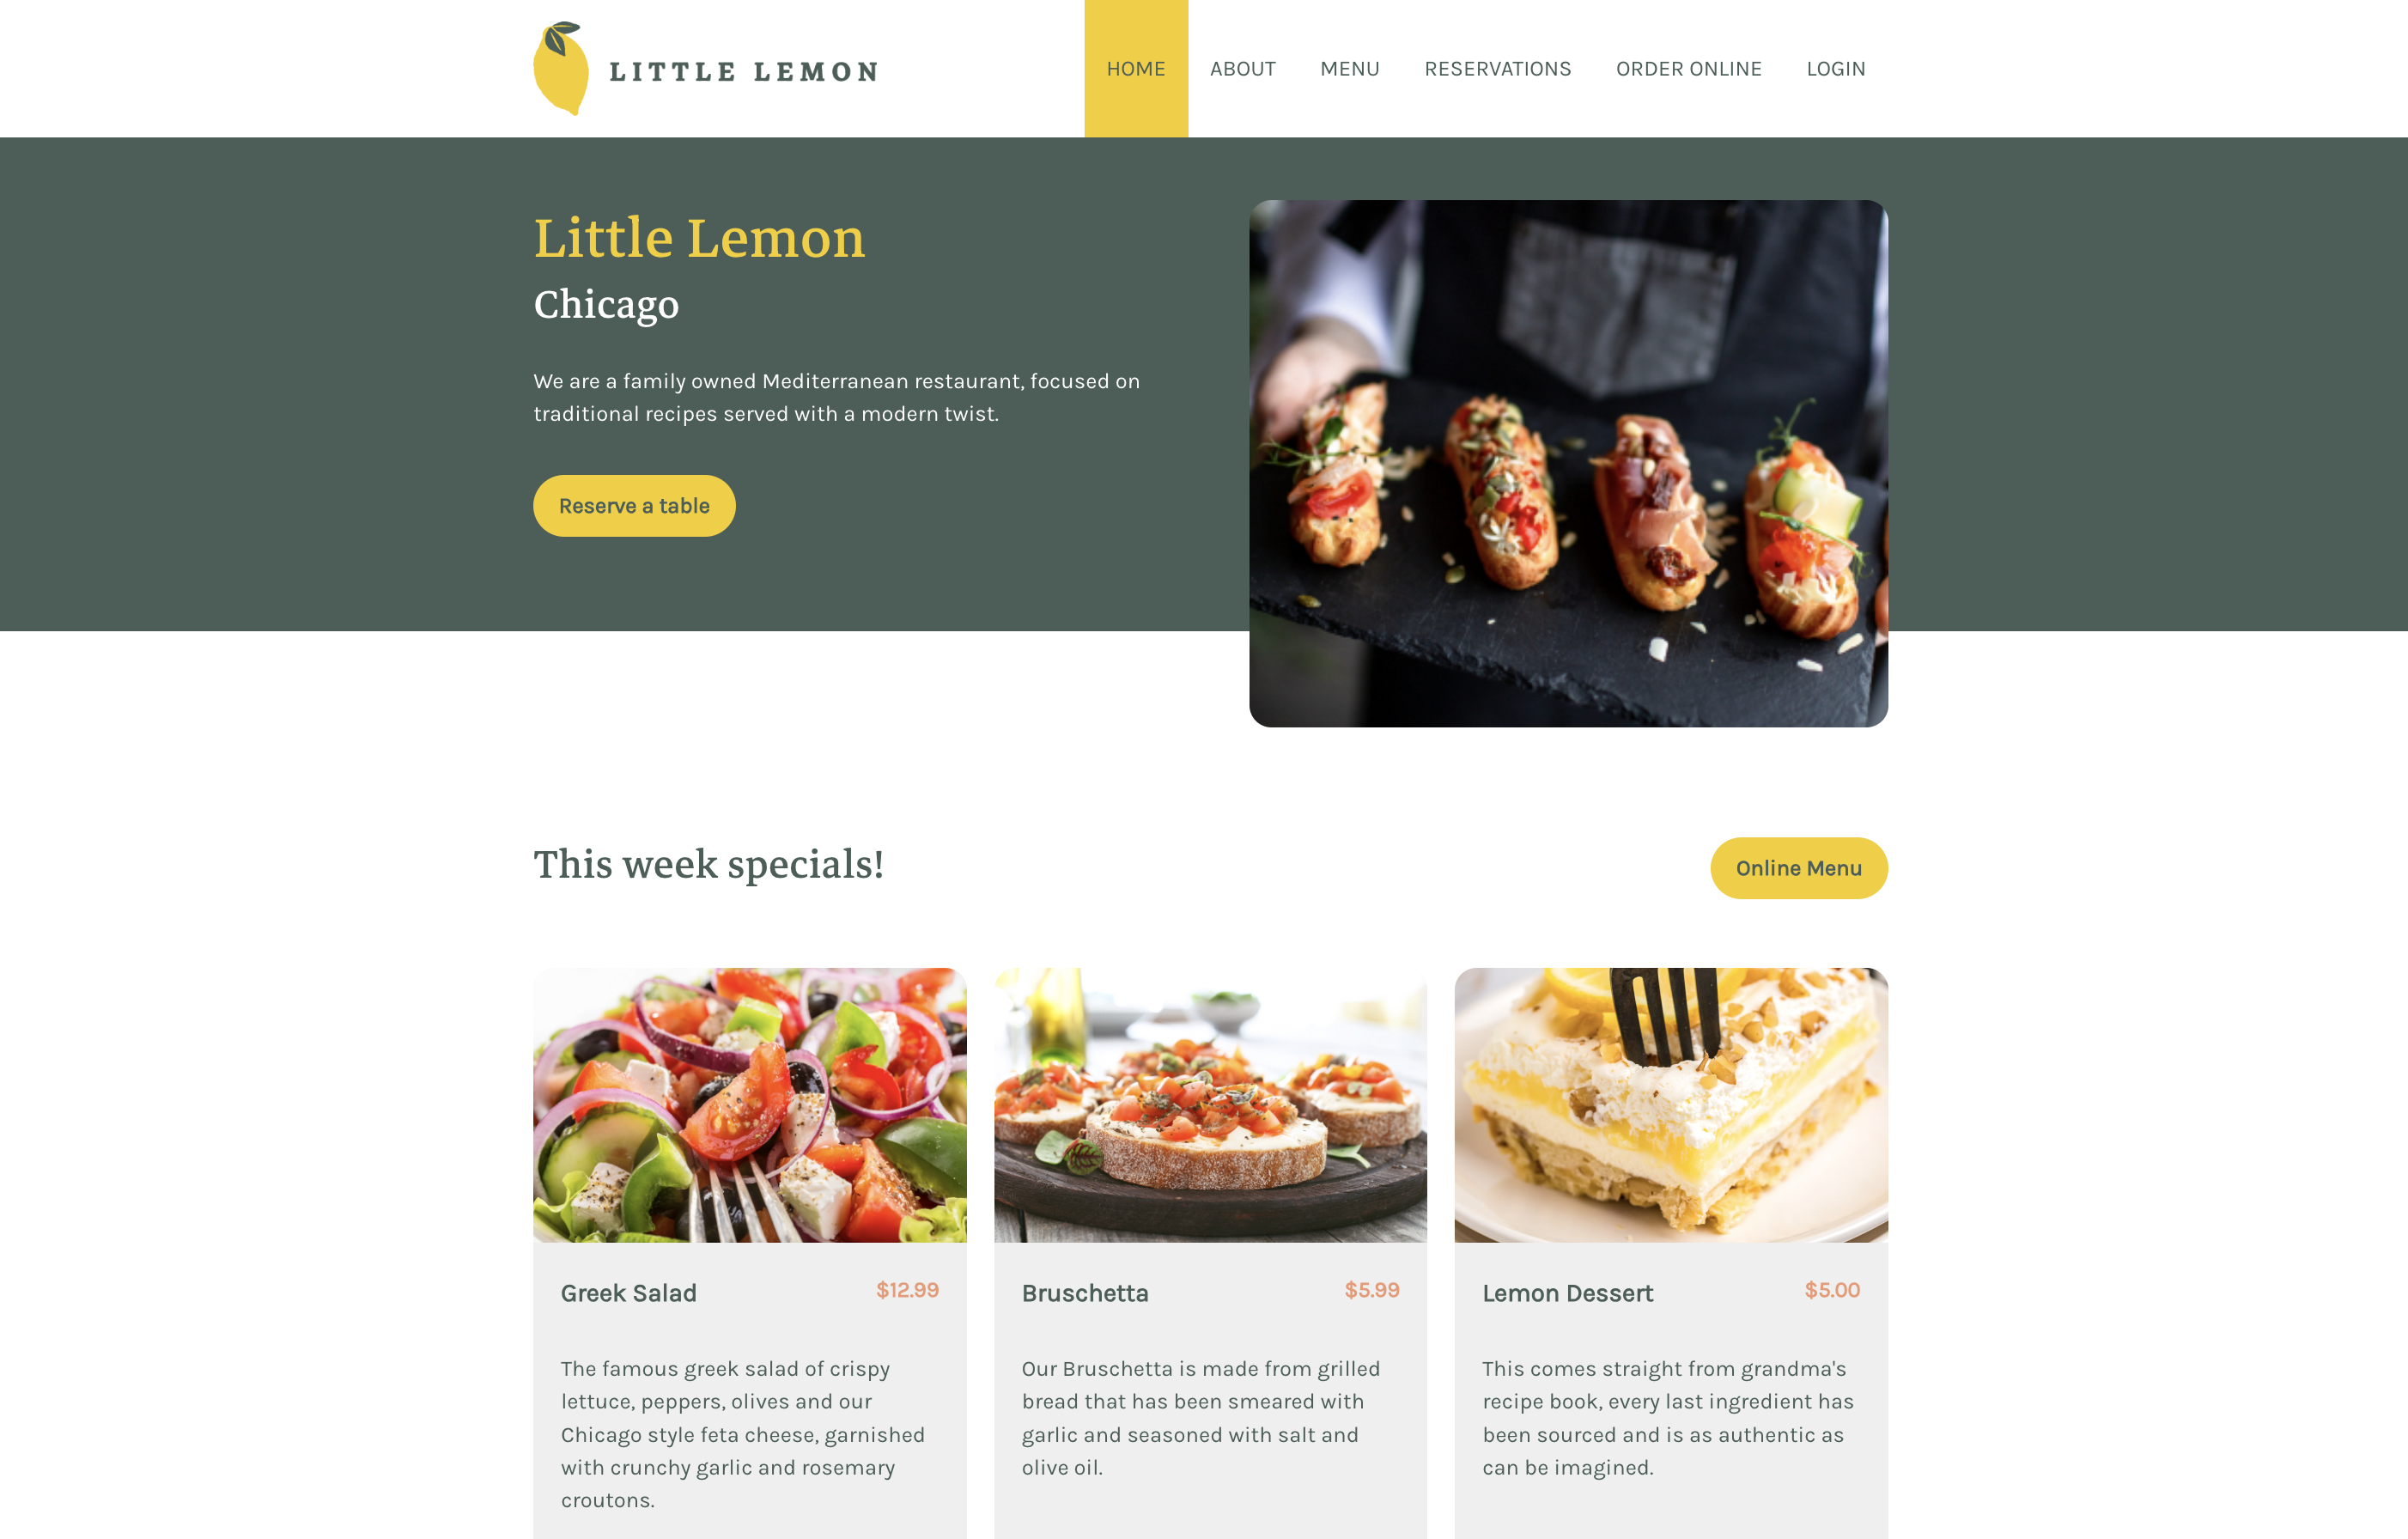 LITTLE LEMON
HOME ABOUT MENU RESERVATIONS ORDER ONLINE LOGIN
Little Lemon
Chicago
We are a family owned Mediterranean restaurant, focused on
traditional recipes served with a modern twist.
Reserve a table
This week specials!
Online Menu
Greek Salad $12.99
The famous greek salad of crispy
lettuce, peppers, olives and our
Chicago style feta cheese, garnished
with crunchy garlic and rosemary
croutons.
Bruschetta $5.99
Our Bruschetta is made from grilled
bread that has been smeared with
garlic and seasoned with salt and
olive oil.
Lemon Dessert $5.00
This comes straight from grandma's
recipe book, every last ingredient has
been sourced and is as authentic as
can be imagined.